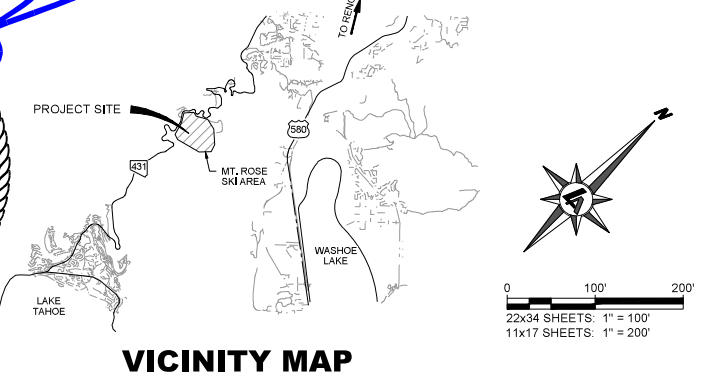 TO RENO
PROJECT SITE
580
431
MT. ROSE
SKI AREA
WASHOE
LAKE
LAKE
TAHOE
N
0 100' 200'
22x34 SHEETS: 1" = 100'
11x17 SHEETS: 1" = 200'
VICINITY MAP